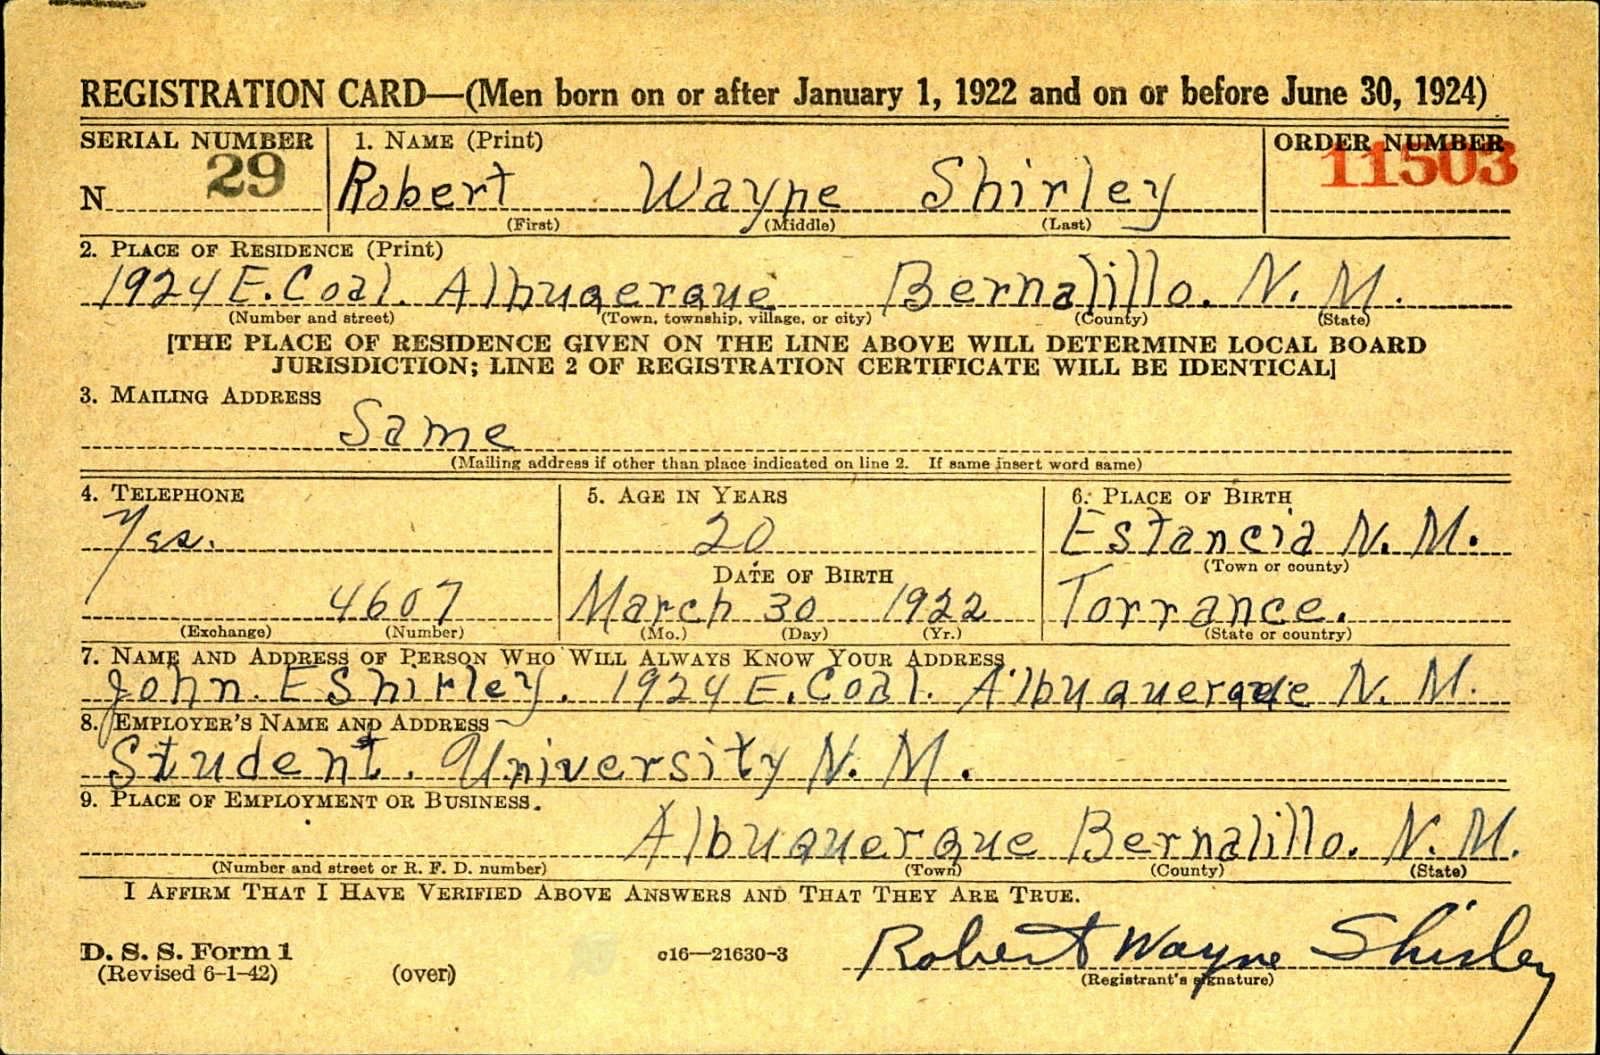 REGISTRATION CARD—(Men born on or after January 1, 1922 and on or before June 30, 1924)
SERIAL NUMBER 1. NAME (Print) ORDER NUMBER
N 29 Robert Wayne Shirley 11503
(First) (Middle) (Last)
2. PLACE OF RESIDENCE (Print)
1924 E. Coal. Albuqerque Bernalillo. N. M.
(Number and street) (Town, township, village, or city) (County) (State)
[THE PLACE OF RESIDENCE GIVEN ON THE LINE ABOVE WILL DETERMINE LOCAL BOARD
JURISDICTION; LINE 2 OF REGISTRATION CERTIFICATE WILL BE IDENTICAL]
3. MAILING ADDRESS
Same
(Mailing address if other than place indicated on line 2. If same insert word same)
4. TELEPHONE 5. AGE IN YEARS 6. PLACE OF BIRTH
Yes. 20 Estancia N. M.
(Town or county)
DATE OF BIRTH
4607 March 30 1922 Torrance.
(Exchange) (Number) (Mo.) (Day) (Yr.) (State or country)
7. NAME AND ADDRESS OF PERSON WHO WILL ALWAYS KNOW YOUR ADDRESS
John. E Shirley. 1924 E. Coal. Albuquerque N. M.
8. EMPLOYER'S NAME AND ADDRESS
Student. University N. M.
9. PLACE OF EMPLOYMENT OR BUSINESS.
Albuquerque Bernalillo. N. M.
(Number and street or R. F. D. number) (Town) (County) (State)
I AFFIRM THAT I HAVE VERIFIED ABOVE ANSWERS AND THAT THEY ARE TRUE.
D. S. S. Form 1
(Revised 6-1-42) (over) c16—21630-3 Robert Wayne Shirley
(Registrant's signature)